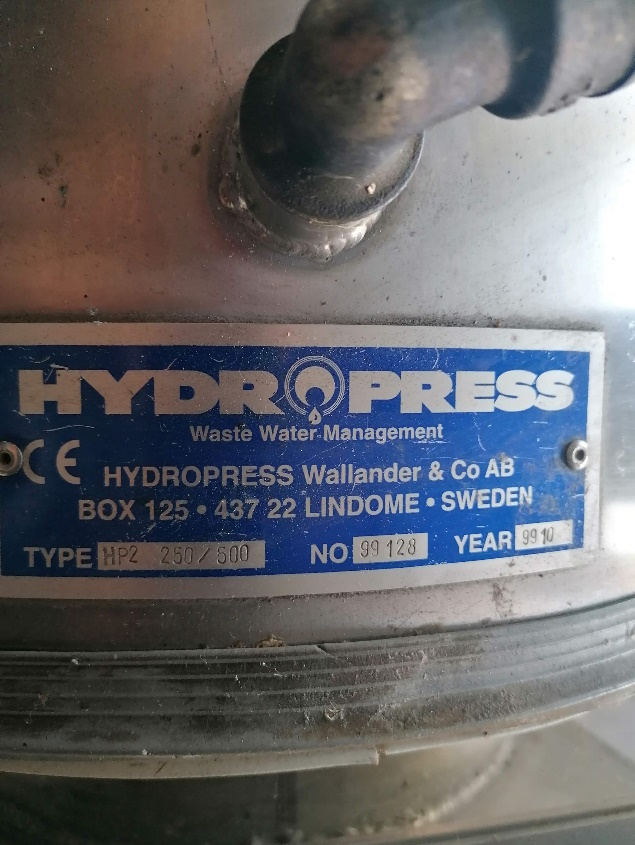 HYDROPRESS
Waste Water Management
CE
HYDROPRESS Wallander & Co AB
BOX 125 • 437 22 LINDOME • SWEDEN
TYPE HP2 250/500 NO 99128 YEAR 9910